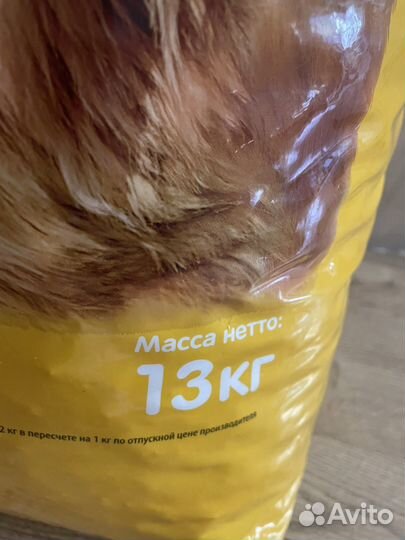 Масса нетто:
13кг
2 кг в пересчете на 1 кг по отпускной цене производителя
Avito